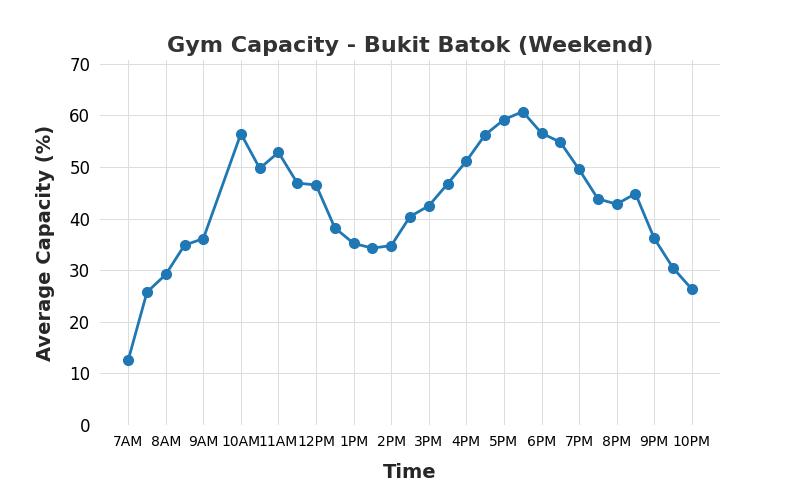 Gym Capacity - Bukit Batok (Weekend)
Average Capacity (%)
70
60
50
40
30
20
10
0
7AM 8AM 9AM 10AM 11AM 12PM 1PM 2PM 3PM 4PM 5PM 6PM 7PM 8PM 9PM 10PM
Time